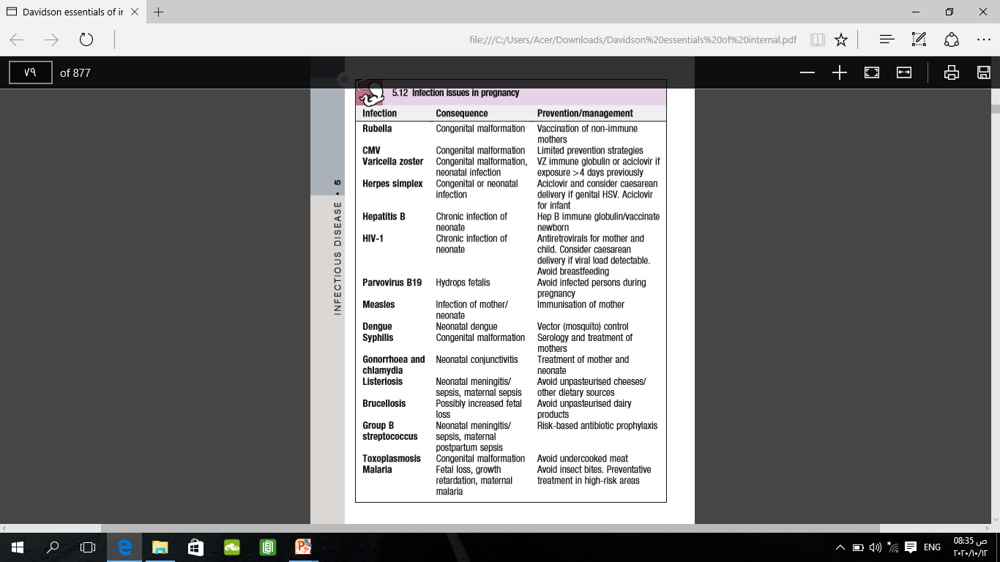 Davidson essentials of ir
file:///C:/Users/Acer/Downloads/Davidson%20essentials%20of%20internal.pdf
٧٩ of 877
5.12 Infection issues in pregnancy
Infection Consequence Prevention/management
Rubella Congenital malformation Vaccination of non-immune
mothers
CMV Congenital malformation Limited prevention strategies
Varicella zoster Congenital malformation, VZ immune globulin or aciclovir if
neonatal infection exposure >4 days previously
Herpes simplex Congenital or neonatal Aciclovir and consider caesarean
infection delivery if genital HSV. Aciclovir
for infant
Hepatitis B Chronic infection of Hep B immune globulin/vaccinate
neonate newborn
HIV-1 Chronic infection of Antiretrovirals for mother and
neonate child. Consider caesarean
delivery if viral load detectable.
Avoid breastfeeding
Parvovirus B19 Hydrops fetalis Avoid infected persons during
pregnancy
Measles Infection of mother/ Immunisation of mother
neonate
Dengue Neonatal dengue Vector (mosquito) control
Syphilis Congenital malformation Serology and treatment of
mothers
Gonorrhoea and Neonatal conjunctivitis Treatment of mother and
chlamydia neonate
Listeriosis Neonatal meningitis/ Avoid unpasteurised cheeses/
sepsis, maternal sepsis other dietary sources
Brucellosis Possibly increased fetal Avoid unpasteurised dairy
loss products
Group B Neonatal meningitis/ Risk-based antibiotic prophylaxis
streptococcus sepsis, maternal
postpartum sepsis
Toxoplasmosis Congenital malformation Avoid undercooked meat
Malaria Fetal loss, growth Avoid insect bites. Preventative
retardation, maternal treatment in high-risk areas
malaria
INFECTIOUS DISEASE • 5
ENG
08:35 ص
٢٠٢٠/١٠/١٢